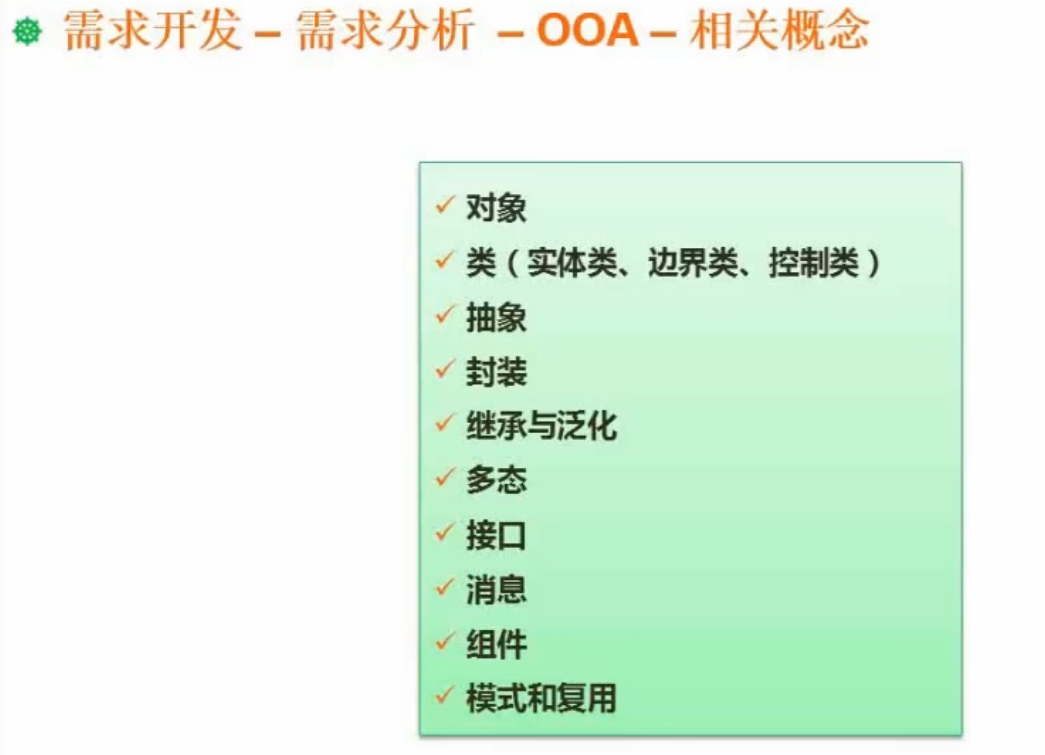 需求开发 – 需求分析 – OOA – 相关概念
✓ 对象
✓ 类（实体类、边界类、控制类）
✓ 抽象
✓ 封装
✓ 继承与泛化
✓ 多态
✓ 接口
✓ 消息
✓ 组件
✓ 模式和复用